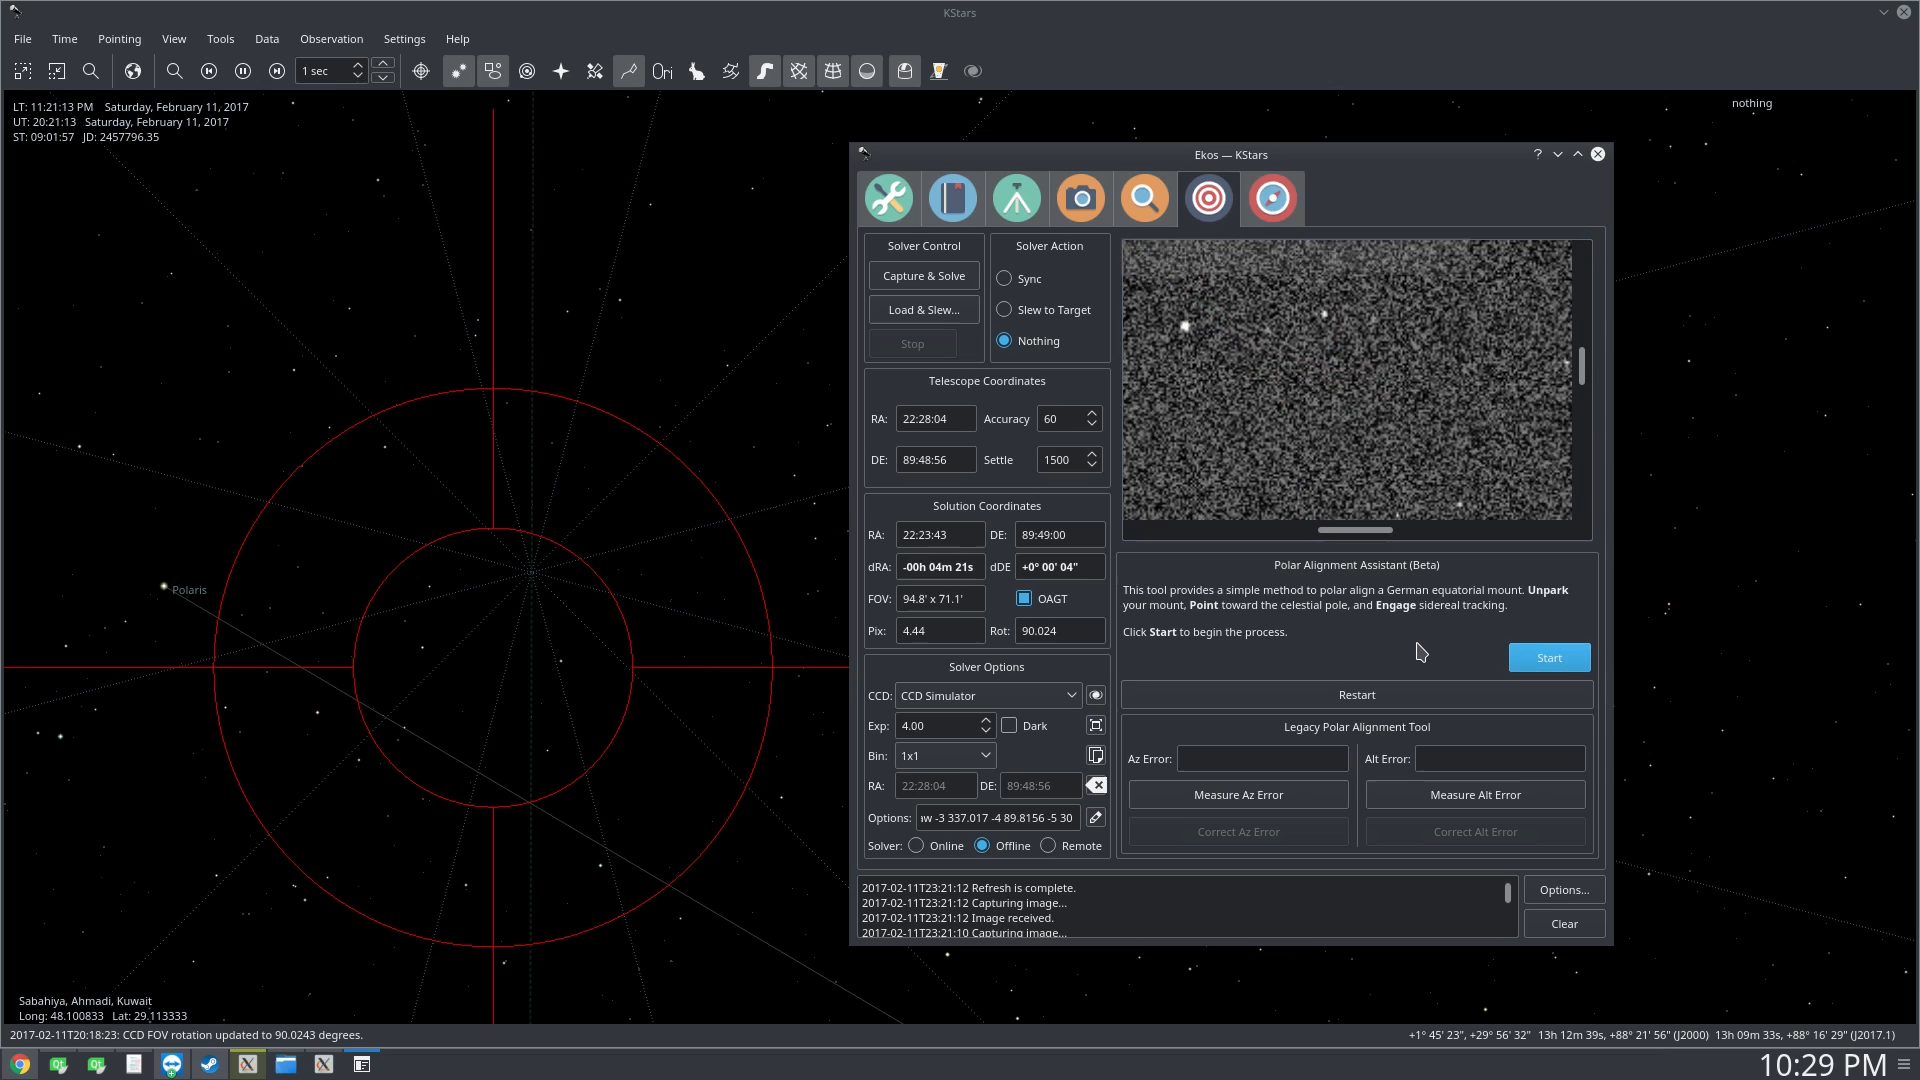 KStars
File Time Pointing View Tools Data Observation Settings Help
1 sec
Ori
LT: 11:21:13 PM Saturday, February 11, 2017
UT: 20:21:13 Saturday, February 11, 2017
ST: 09:01:57 JD: 2457796.35
nothing
Polaris
Ekos — KStars
?
Solver Control
Capture & Solve
Load & Slew...
Stop
Solver Action
Sync
Slew to Target
Nothing
Telescope Coordinates
RA: 22:28:04 Accuracy 60
DE: 89:48:56 Settle 1500
Solution Coordinates
RA: 22:23:43 DE: 89:49:00
dRA: -00h 04m 21s dDE +0° 00' 04"
FOV: 94.8' x 71.1' OAGT
Pix: 4.44 Rot: 90.024
Solver Options
CCD: CCD Simulator
Exp: 4.00 Dark
Bin: 1x1
RA: 22:28:04 DE: 89:48:56
Options: -3 337.017 -4 89.8156 -5 30
Solver: Online Offline Remote
Polar Alignment Assistant (Beta)
This tool provides a simple method to polar align a German equatorial mount. Unpark
your mount, Point toward the celestial pole, and Engage sidereal tracking.
Click Start to begin the process.
Start
Restart
Legacy Polar Alignment Tool
Az Error: Alt Error:
Measure Az Error Measure Alt Error
Correct Az Error Correct Alt Error
2017-02-11T23:21:12 Refresh is complete.
2017-02-11T23:21:12 Capturing image...
2017-02-11T23:21:12 Image received.
2017-02-11T23:21:10 Capturing image...
Options...
Clear
Sabahiya, Ahmadi, Kuwait
Long: 48.100833 Lat: 29.113333
2017-02-11T20:18:23: CCD FOV rotation updated to 90.0243 degrees.
+1° 45' 23", +29° 56' 32" 13h 12m 39s, +88° 21' 56" (J2000) 13h 09m 33s, +88° 16' 29" (J2017.1)
10:29 PM